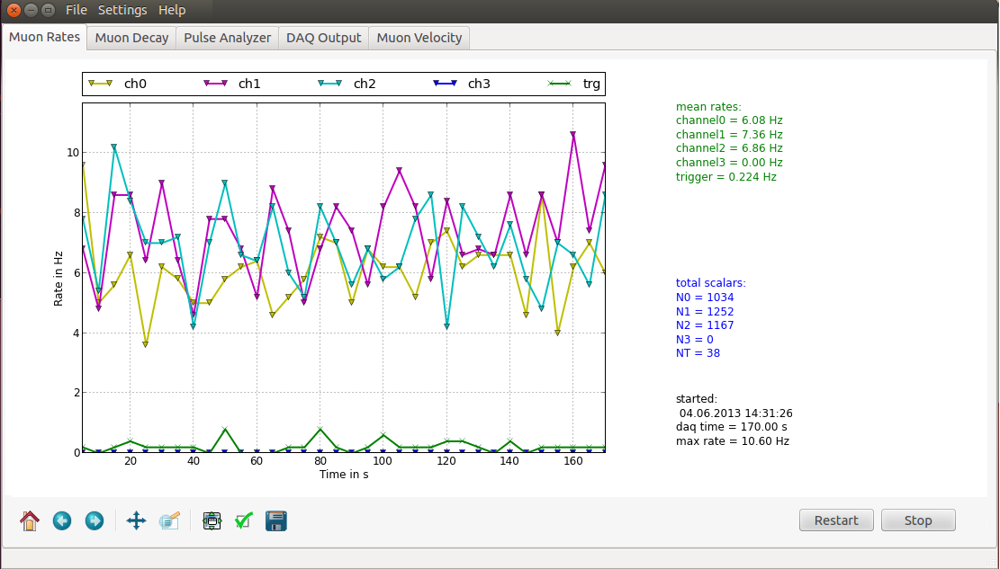 File Settings Help
Muon Rates Muon Decay Pulse Analyzer DAQ Output Muon Velocity
ch0 ch1 ch2 ch3 trg
mean rates:
channel0 = 6.08 Hz
channel1 = 7.36 Hz
channel2 = 6.86 Hz
channel3 = 0.00 Hz
trigger = 0.224 Hz
10
8
6
4
2
0
Rate in Hz
20 40 60 80 100 120 140 160
Time in s
total scalars:
N0 = 1034
N1 = 1252
N2 = 1167
N3 = 0
NT = 38
started:
04.06.2013 14:31:26
daq time = 170.00 s
max rate = 10.60 Hz
Restart Stop